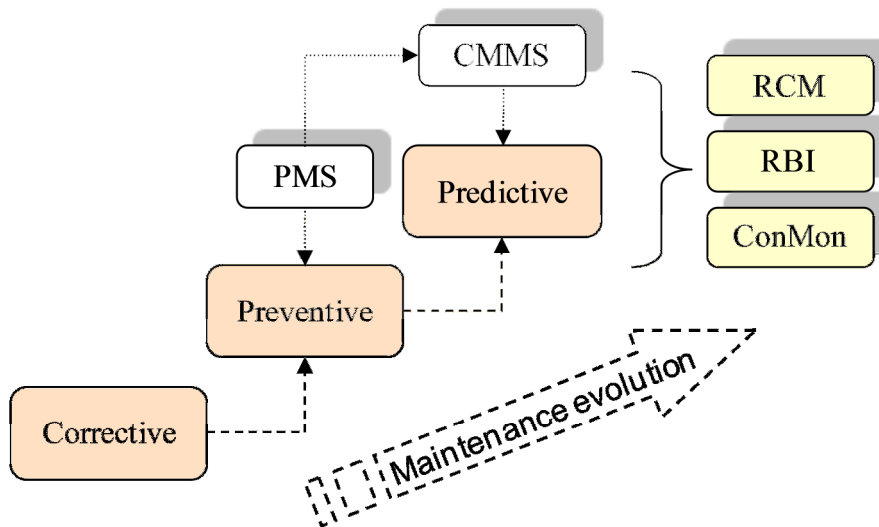 CMMS
RCM
PMS
RBI
Predictive
ConMon
Preventive
Corrective
Maintenance evolution